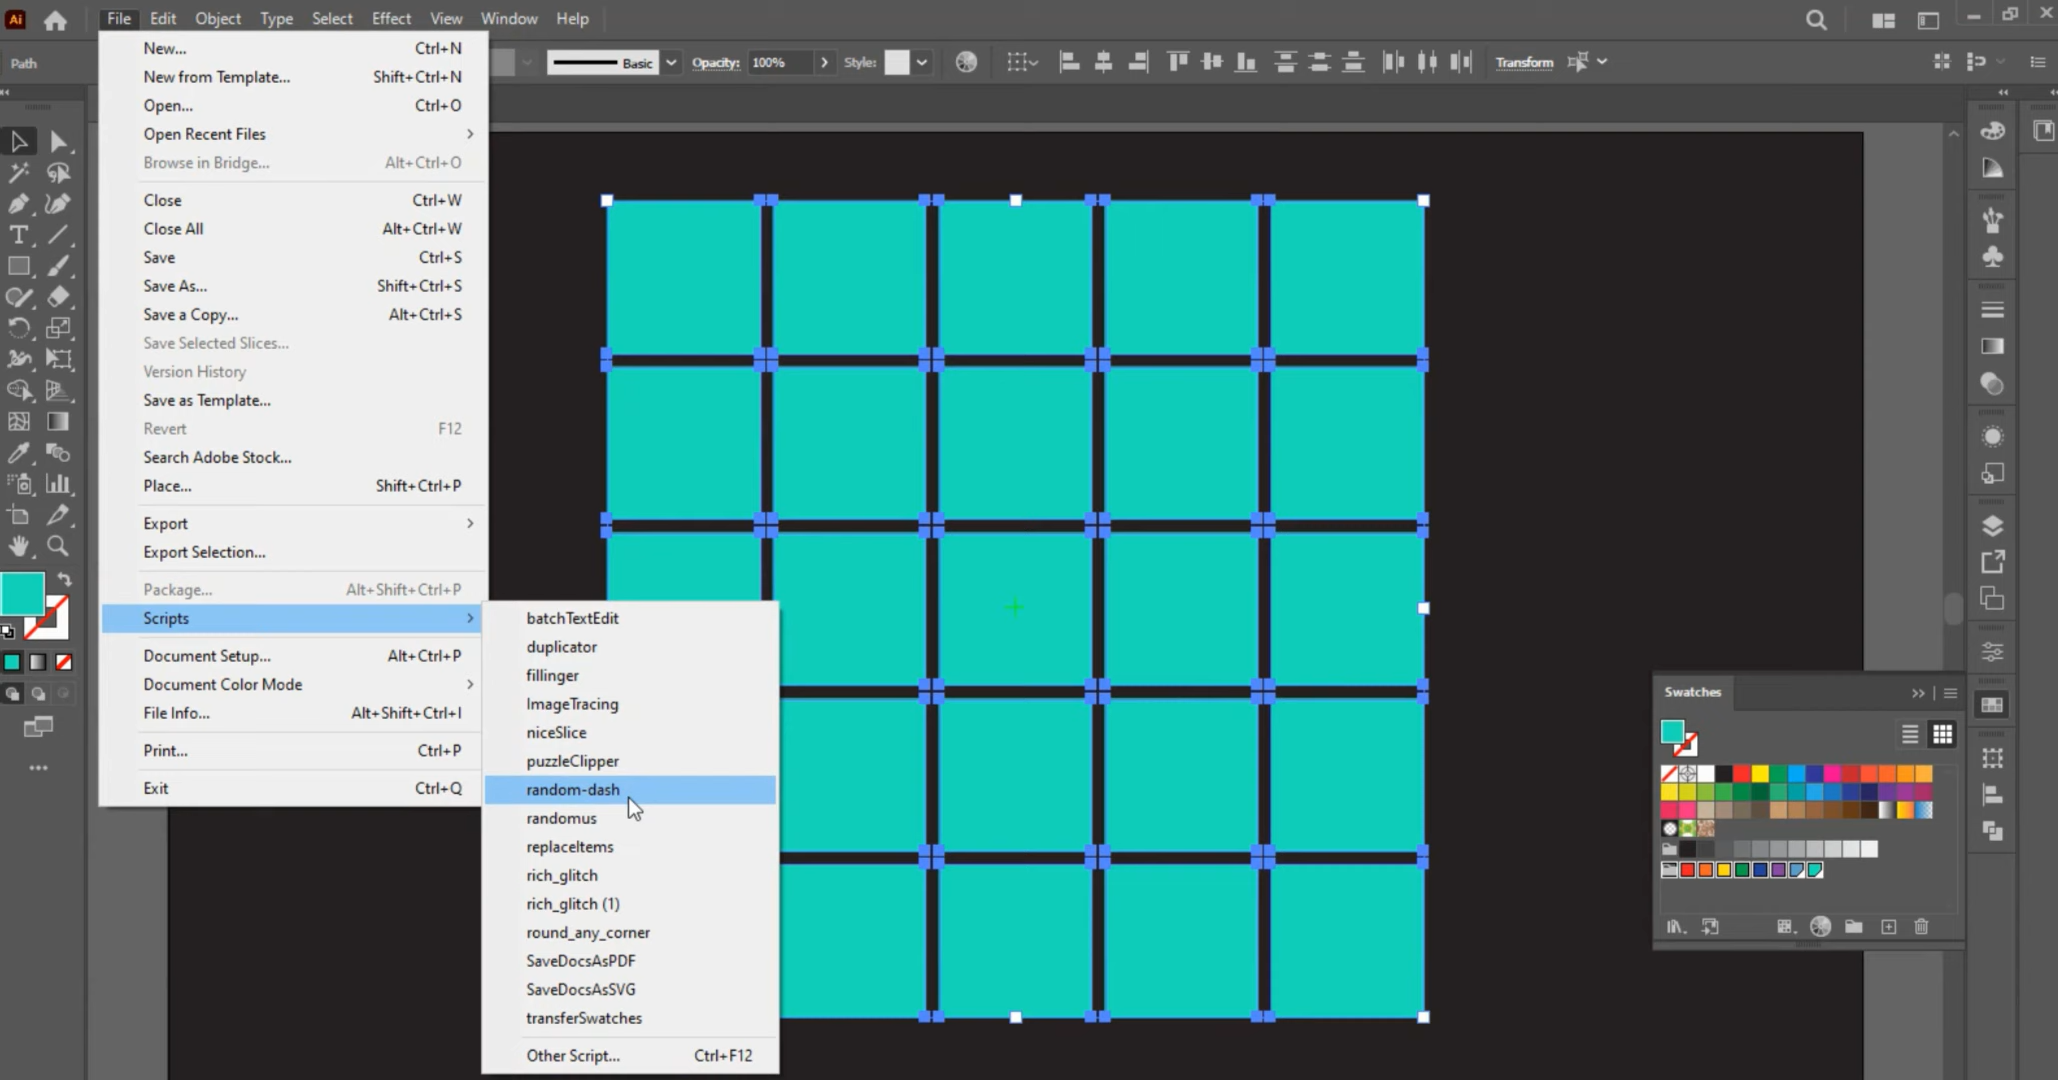 Ai File Edit Object Type Select Effect View Window Help
Path Basic Opacity: 100% Style: Transform
New... Ctrl+N
New from Template... Shift+Ctrl+N
Open... Ctrl+O
Open Recent Files
Browse in Bridge... Alt+Ctrl+O
Close Ctrl+W
Close All Alt+Ctrl+W
Save Ctrl+S
Save As... Shift+Ctrl+S
Save a Copy... Alt+Ctrl+S
Save Selected Slices...
Version History
Save as Template...
Revert F12
Search Adobe Stock...
Place... Shift+Ctrl+P
Export
Export Selection...
Package... Alt+Shift+Ctrl+P
Scripts
Document Setup... Alt+Ctrl+P
Document Color Mode
File Info... Alt+Shift+Ctrl+I
Print... Ctrl+P
Exit Ctrl+Q
batchTextEdit
duplicator
fillinger
ImageTracing
niceSlice
puzzleClipper
random-dash
randomus
replaceItems
rich_glitch
rich_glitch (1)
round_any_corner
SaveDocsAsPDF
SaveDocsAsSVG
transferSwatches
Other Script... Ctrl+F12
Swatches